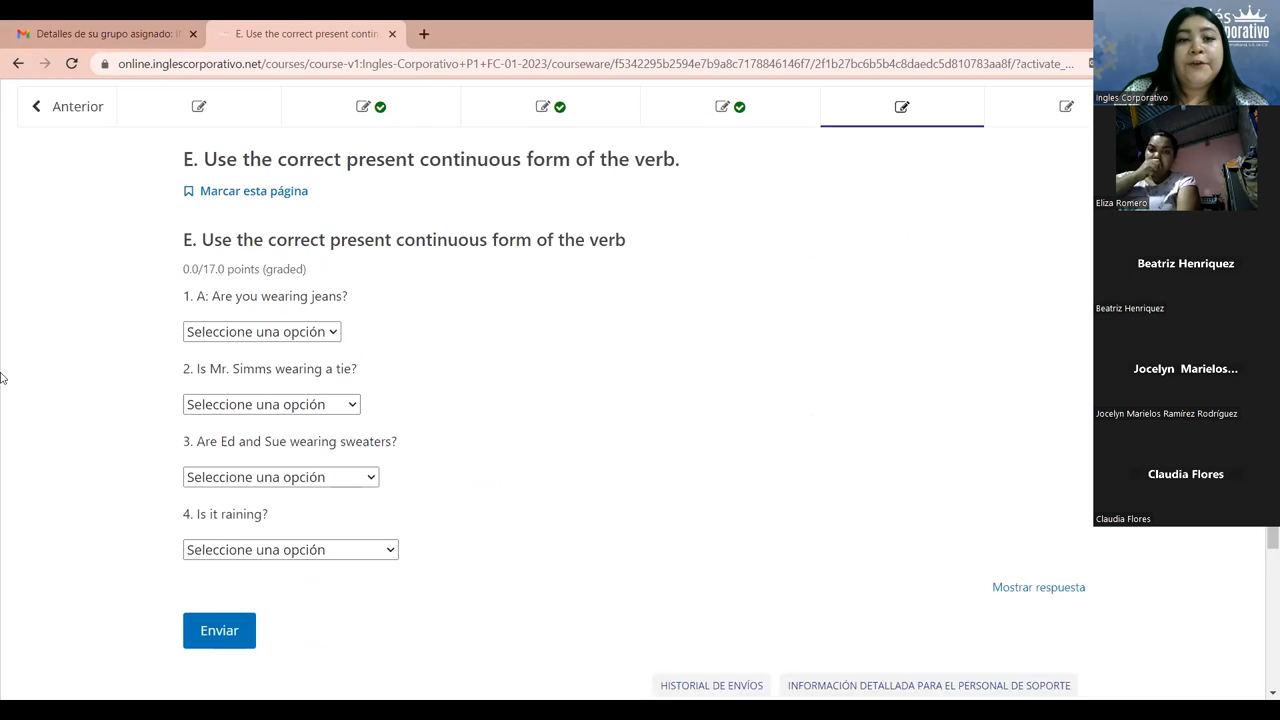 Detalles de su grupo asignado: I
E. Use the correct present contin
online.inglescorporativo.net/courses/course-v1:Ingles-Corporativo+P1+FC-01-2023/courseware/f5342295b2594e7b9a8c7178846146f7/2f1b27bc6b5b4c8daedc5d810783aa8f/?activate_...
Anterior
E. Use the correct present continuous form of the verb.
Marcar esta página
E. Use the correct present continuous form of the verb
0.0/17.0 points (graded)
1. A: Are you wearing jeans?
Seleccione una opción
2. Is Mr. Simms wearing a tie?
Seleccione una opción
3. Are Ed and Sue wearing sweaters?
Seleccione una opción
4. Is it raining?
Seleccione una opción
Mostrar respuesta
Enviar
HISTORIAL DE ENVÍOS
INFORMACIÓN DETALLADA PARA EL PERSONAL DE SOPORTE
Ingles Corporativo
Eliza Romero
Beatriz Henriquez
Beatriz Henriquez
Jocelyn Marielos...
Jocelyn Marielos Ramírez Rodríguez
Claudia Flores
Claudia Flores